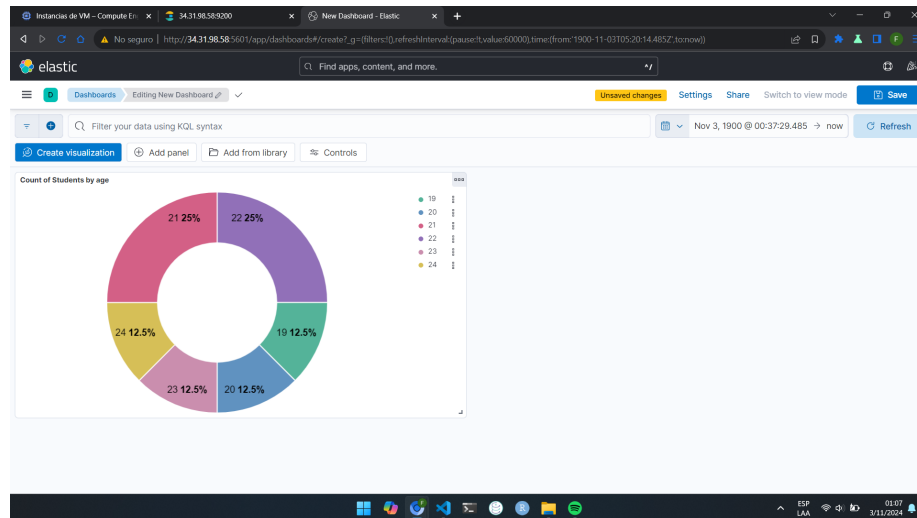 Instancias de VM – Compute En
34.31.98.58:9200
New Dashboard - Elastic
No seguro | http://34.31.98.58:5601/app/dashboards#/create?_g=(filters:!(),refreshInterval:(pause:!t,value:60000),time:(from:'1900-11-03T05:20:14.485Z',to:now))
elastic
Find apps, content, and more.
^/
D
Dashboards
Editing New Dashboard
Unsaved changes
Settings
Share
Switch to view mode
Save
Filter your data using KQL syntax
Nov 3, 1900 @ 00:37:29.485 → now
Refresh
Create visualization
Add panel
Add from library
Controls
Count of Students by age
21 25%
22 25%
24 12.5%
19 12.5%
23 12.5%
20 12.5%
19
20
21
22
23
24
ESP
LAA
01:07
3/11/2024